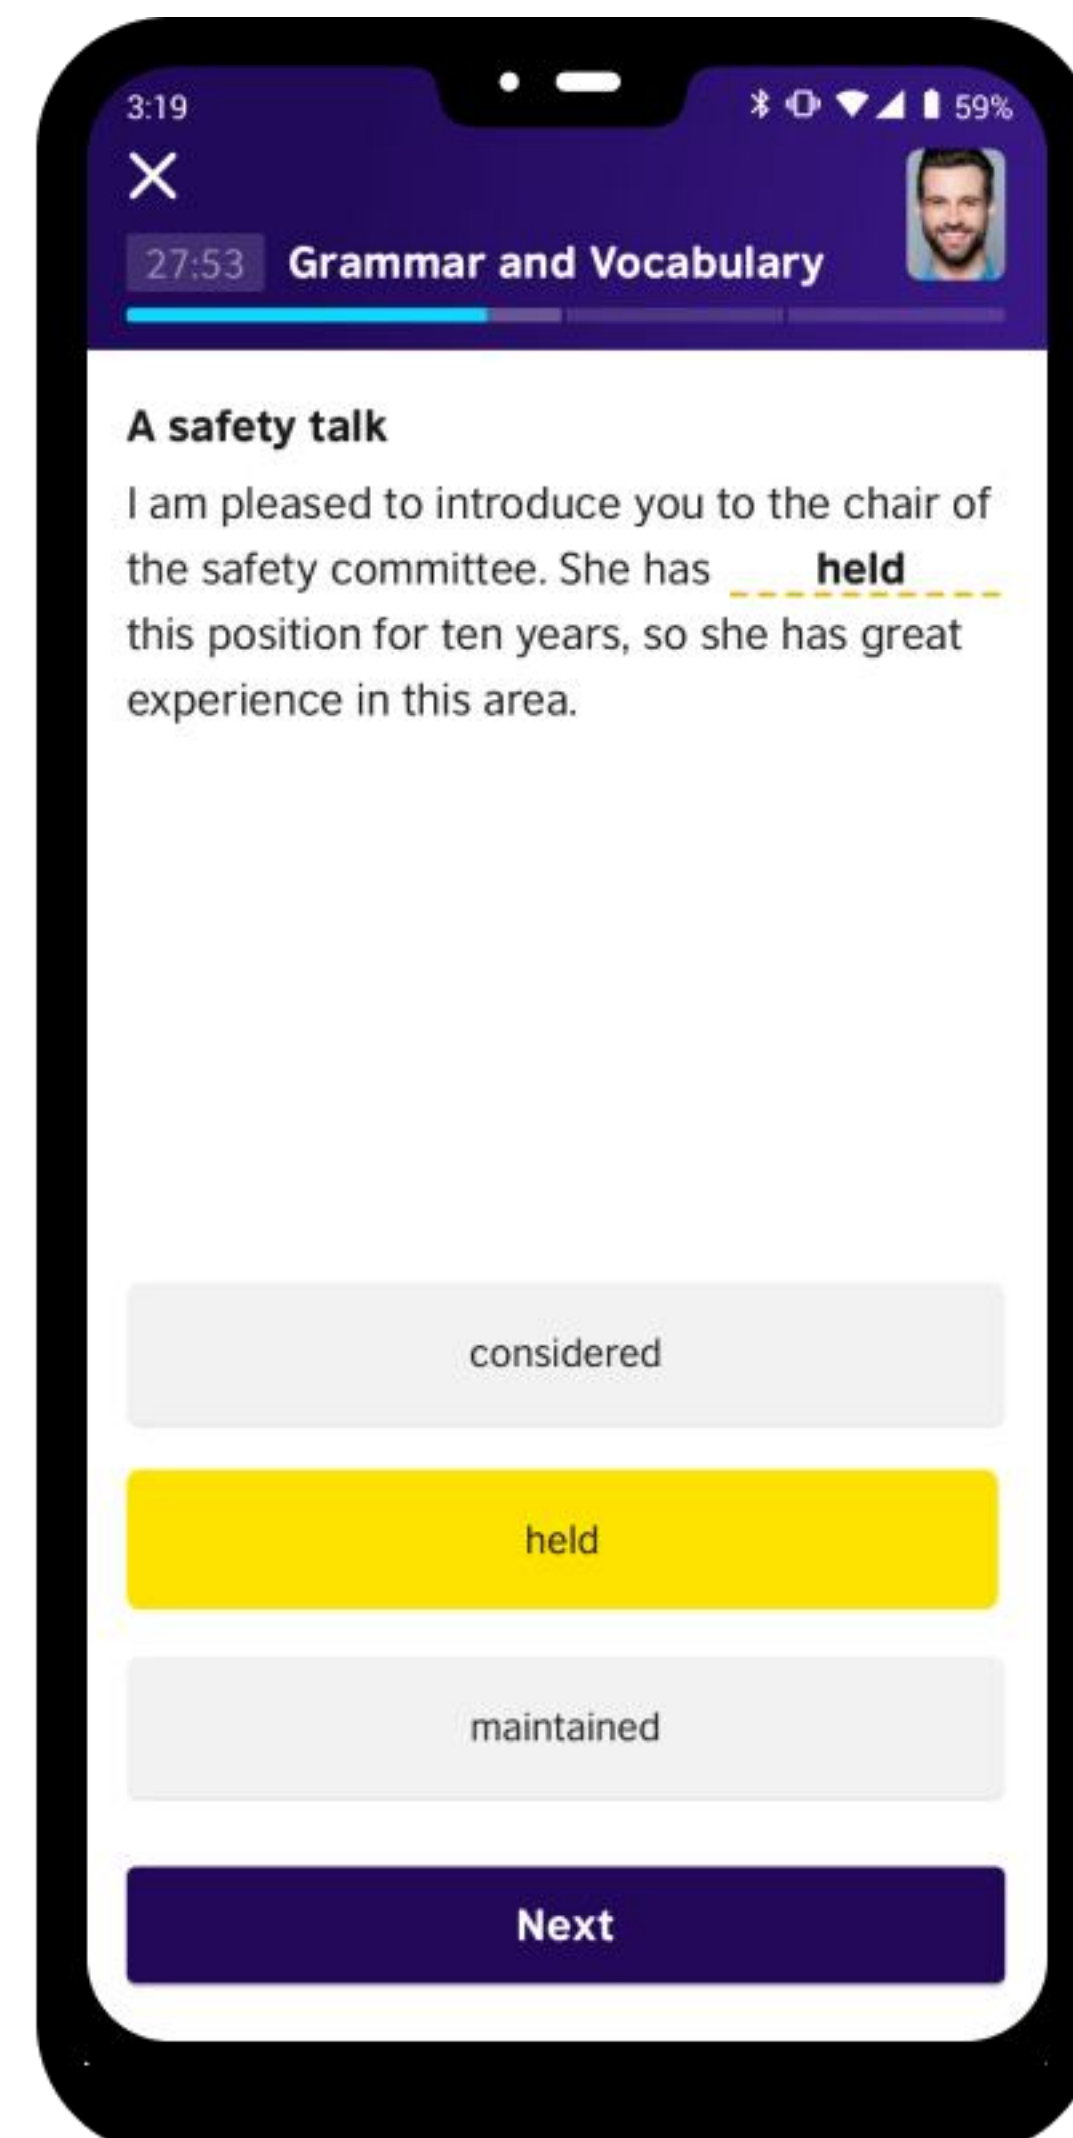 3:19 59%
27:53 Grammar and Vocabulary
A safety talk
I am pleased to introduce you to the chair of
the safety committee. She has held
this position for ten years, so she has great
experience in this area.
considered
held
maintained
Next